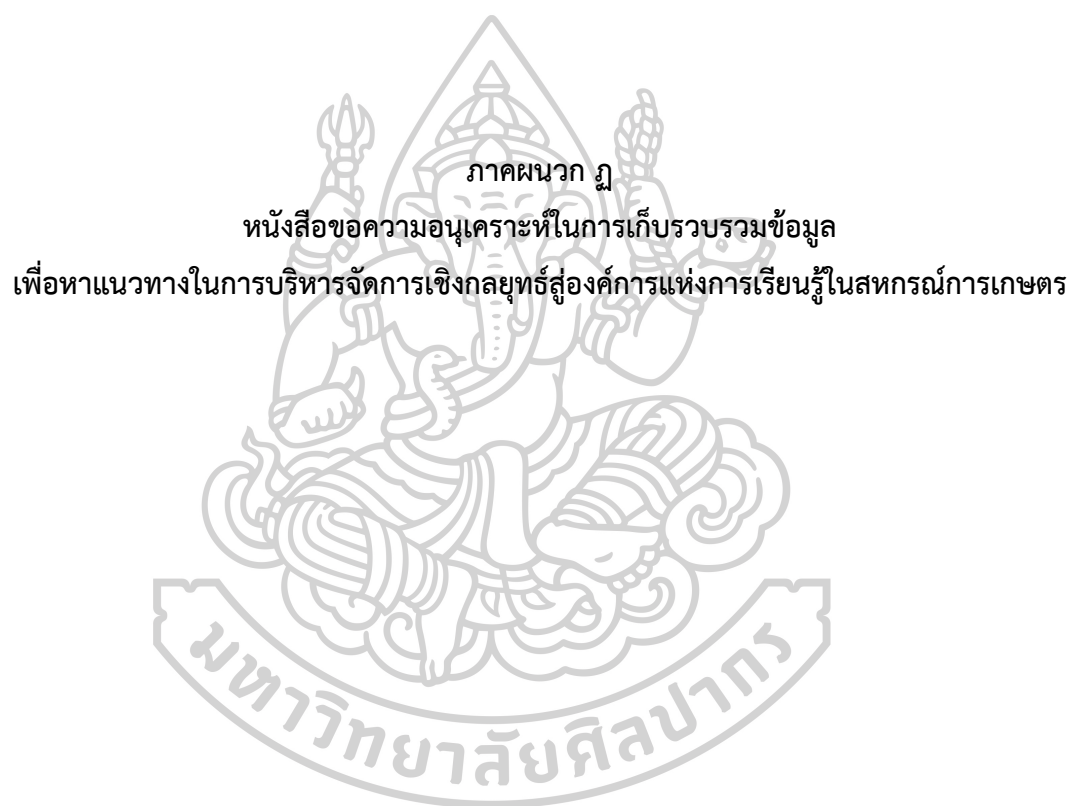 ภาคผนวก ฏ
หนังสือขอความอนุเคราะห์ในการเก็บรวบรวมข้อมูล
เพื่อหาแนวทางในการบริหารจัดการเชิงกลยุทธ์สู่องค์การแห่งการเรียนรู้ในสหกรณ์การเกษตร
มหาวิทยาลัยศิลปากร